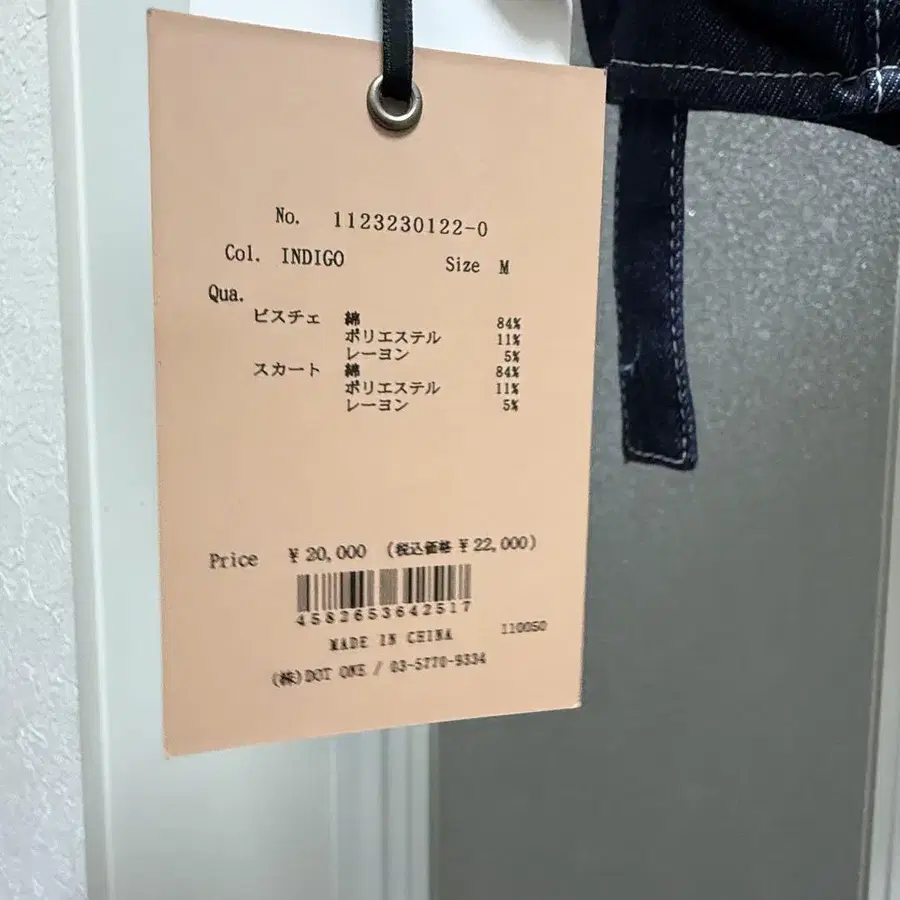 No. 1123230122-0
Col. INDIGO Size M
Qua.
ビスチェ 綿 84%
ポリエステル 11%
レーヨン 5%
スカート 綿 84%
ポリエステル 11%
レーヨン 5%
Price ¥20,000 (税込価格 ¥22,000)
4582653642517
MADE IN CHINA 110050
(株)DOT ONE / 03-5770-9334